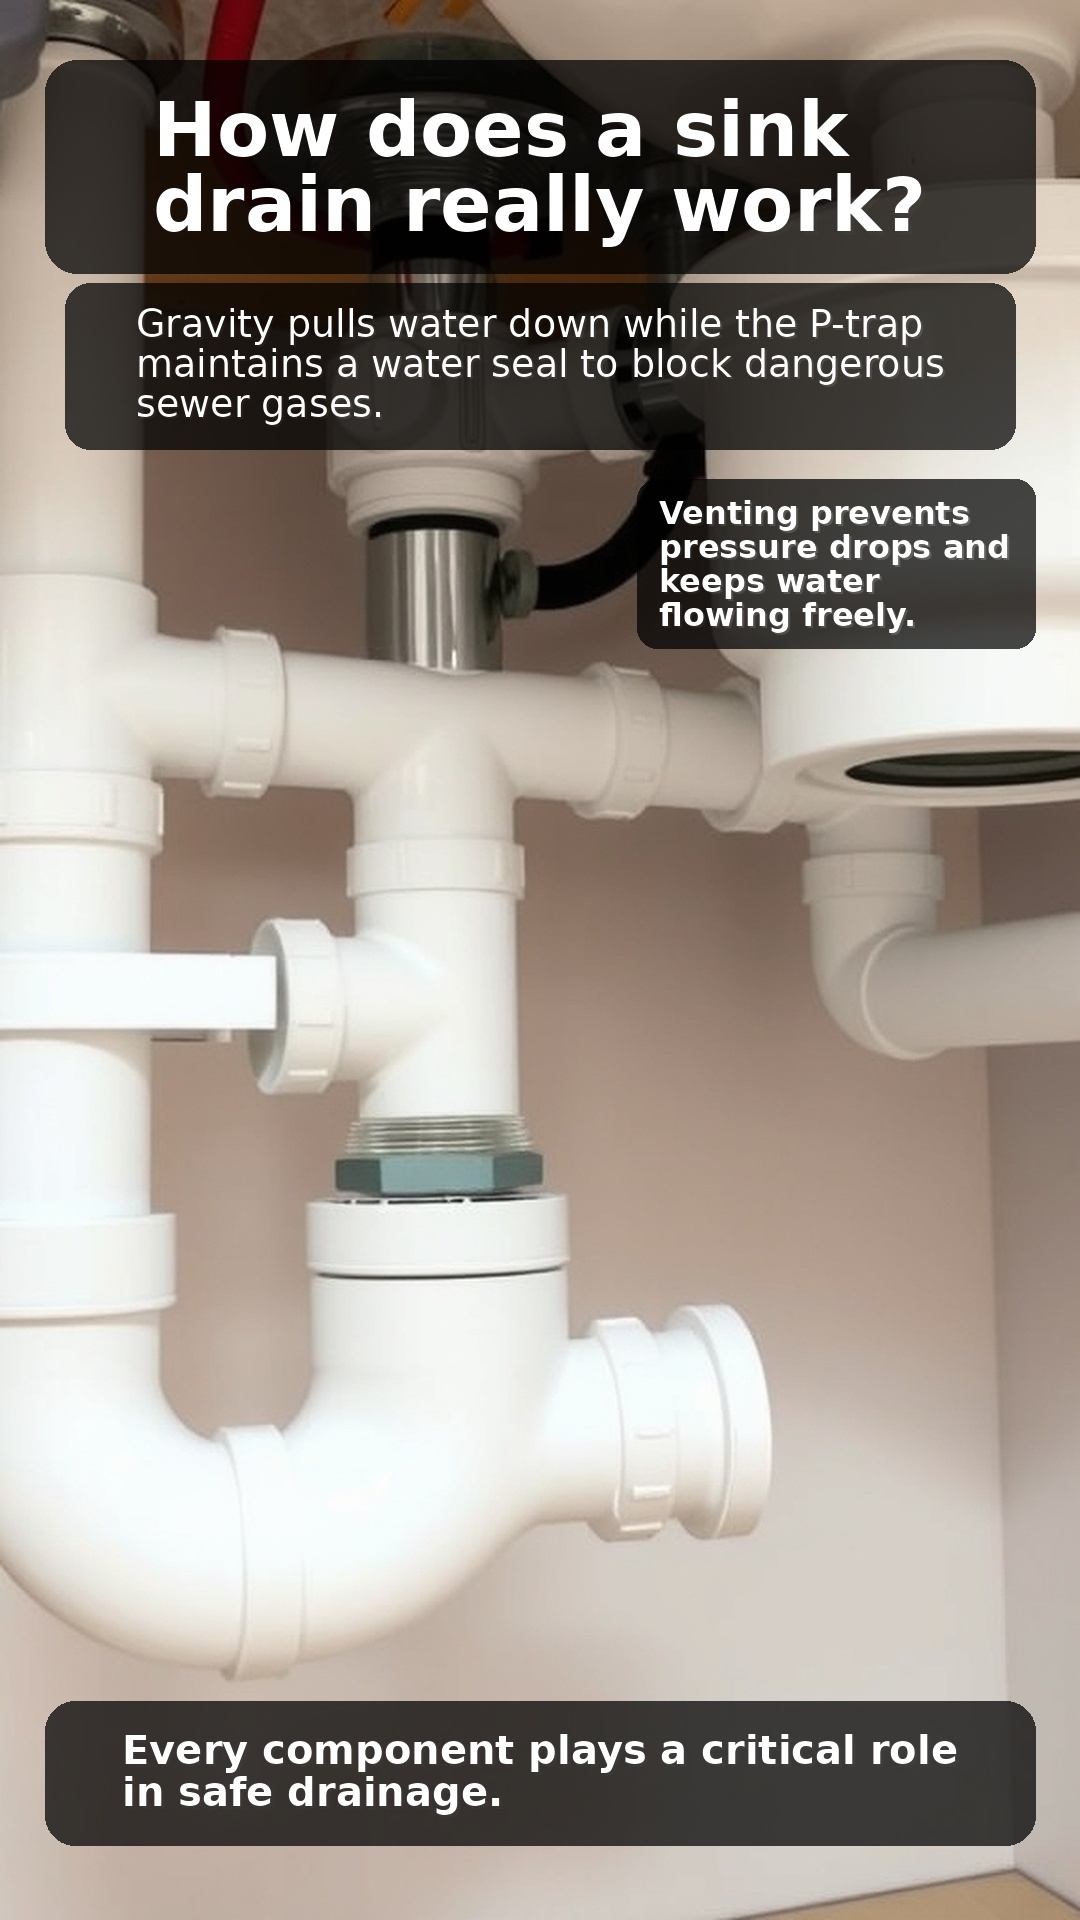 How does a sink
drain really work?
Gravity pulls water down while the P-trap
maintains a water seal to block dangerous
sewer gases.
Venting prevents
pressure drops and
keeps water
flowing freely.
Every component plays a critical role
in safe drainage.